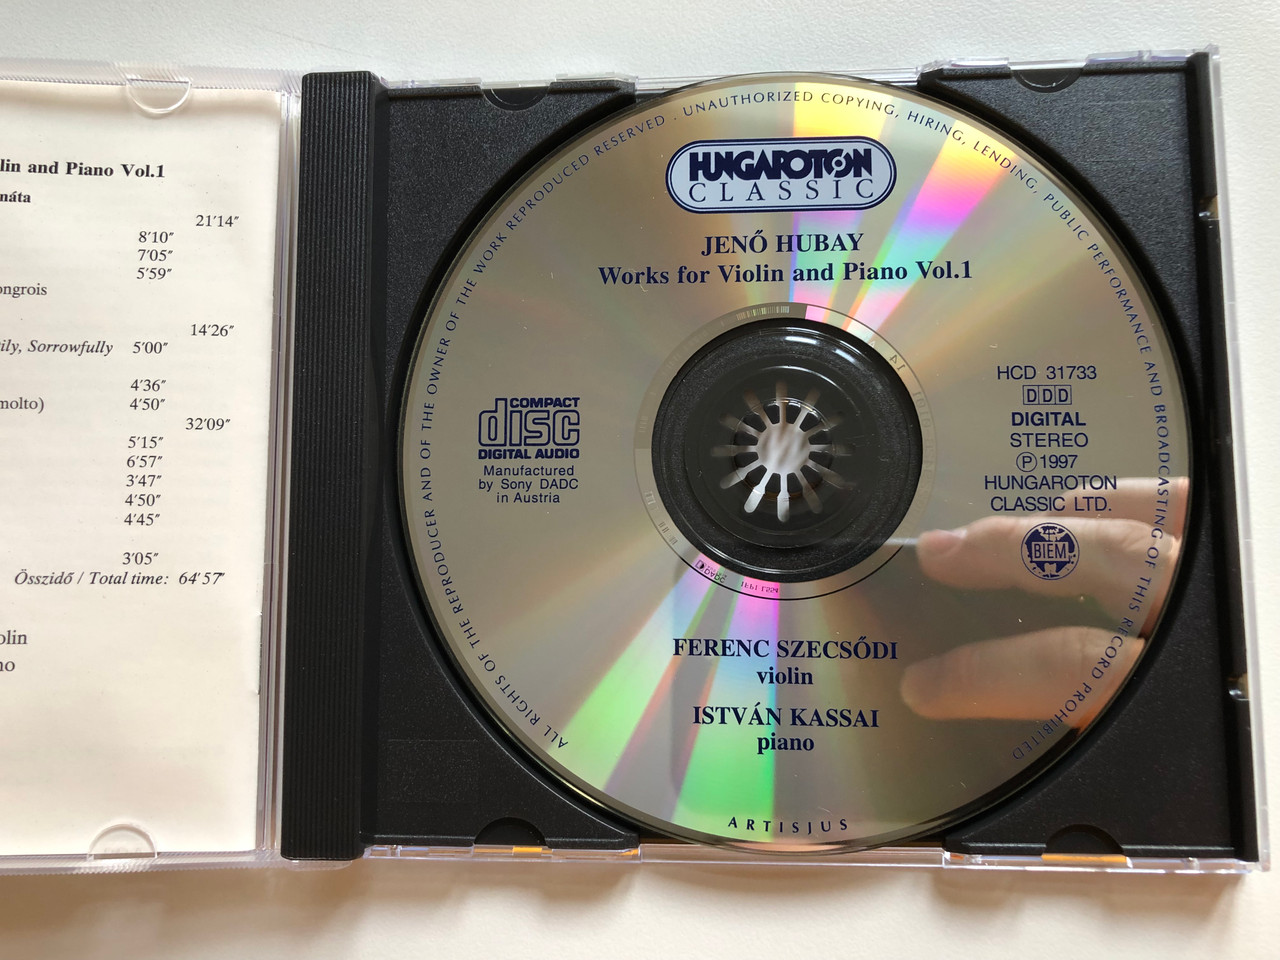 lin and Piano Vol.1
náta
21′14″
8′10″
7′05″
5′59″
ongrois
14′26″
ily, Sorrowfully 5′00″
4′36″
molto) 4′50″
32′09″
5′15″
6′57″
3′47″
4′50″
4′45″
3′05″
Összidő / Total time: 64′57″
olin
no
ALL RIGHTS OF THE REPRODUCER AND OF THE OWNER OF THE WORK REPRODUCED RESERVED . UNAUTHORIZED COPYING, HIRING, LENDING, PUBLIC PERFORMANCE AND BROADCASTING OF THIS RECORD PROHIBITED
HUNGAROTON
CLASSIC
JENŐ HUBAY
Works for Violin and Piano Vol.1
COMPACT
disc
DIGITAL AUDIO
Manufactured
by Sony DADC
in Austria
HCD 31733
DDD
DIGITAL
STEREO
Ⓟ1997
HUNGAROTON
CLASSIC LTD.
BIEM
FERENC SZECSŐDI
violin
ISTVÁN KASSAI
piano
ARTISJUS